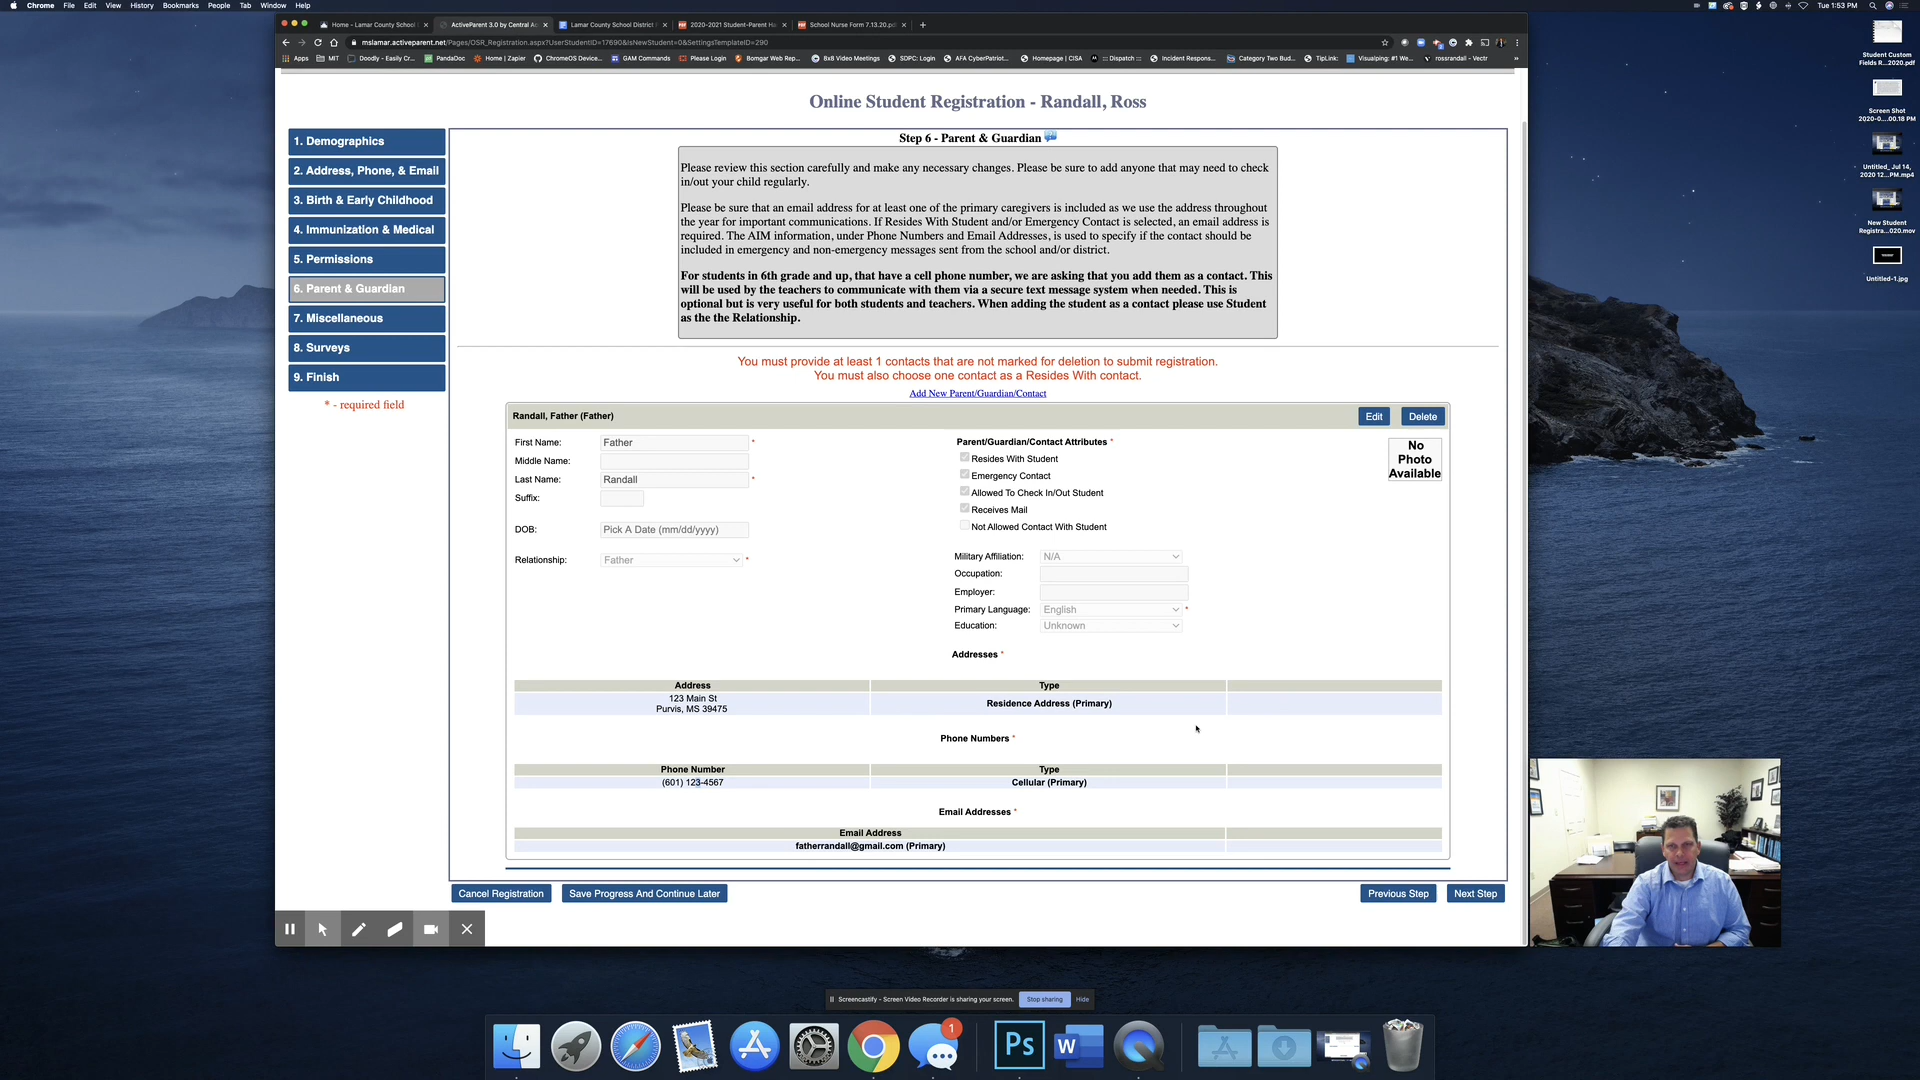 Chrome File Edit View History Bookmarks People Tab Window Help
Tue 1:53 PM
Home - Lamar County School
ActiveParent 3.0 by Central A
Lamar County School District F
2020-2021 Student-Parent Ha
School Nurse Form 7.13.20.pd
mslamar.activeparent.net/Pages/OSR_Registration.aspx?UserStudentID=17690&IsNewStudent=0&SettingsTemplateID=290
Apps MIT Doodly - Easily Cr... PandaDoc Home | Zapier ChromeOS Device... GAM Commands Please Login Bomgar Web Rep... 8x8 Video Meetings SDPC: Login AFA CyberPatriot... Homepage | CISA ::: Dispatch ::: Incident Respons... Category Two Bud... TipLink: Visualping: #1 We... rossrandall - Vectr »
Online Student Registration - Randall, Ross
1. Demographics
2. Address, Phone, & Email
3. Birth & Early Childhood
4. Immunization & Medical
5. Permissions
6. Parent & Guardian
7. Miscellaneous
8. Surveys
9. Finish
* - required field
Step 6 - Parent & Guardian
Please review this section carefully and make any necessary changes. Please be sure to add anyone that may need to check
in/out your child regularly.
Please be sure that an email address for at least one of the primary caregivers is included as we use the address throughout
the year for important communications. If Resides With Student and/or Emergency Contact is selected, an email address is
required. The AIM information, under Phone Numbers and Email Addresses, is used to specify if the contact should be
included in emergency and non-emergency messages sent from the school and/or district.
For students in 6th grade and up, that have a cell phone number, we are asking that you add them as a contact. This
will be used by the teachers to communicate with them via a secure text message system when needed. This is
optional but is very useful for both students and teachers. When adding the student as a contact please use Student
as the the Relationship.
You must provide at least 1 contacts that are not marked for deletion to submit registration.
You must also choose one contact as a Resides With contact.
Add New Parent/Guardian/Contact
Randall, Father (Father)
Edit
Delete
First Name: Father *
Middle Name:
Last Name: Randall *
Suffix:
DOB: Pick A Date (mm/dd/yyyy)
Relationship: Father *
Parent/Guardian/Contact Attributes *
Resides With Student
Emergency Contact
Allowed To Check In/Out Student
Receives Mail
Not Allowed Contact With Student
No
Photo
Available
Military Affiliation: N/A
Occupation:
Employer:
Primary Language: English *
Education: Unknown
Addresses *
Address Type
123 Main St
Purvis, MS 39475
Residence Address (Primary)
Phone Numbers *
Phone Number Type
(601) 123-4567 Cellular (Primary)
Email Addresses *
Email Address
fatherrandall@gmail.com (Primary)
Cancel Registration
Save Progress And Continue Later
Previous Step
Next Step
Student Custom
Fields R...2020.pdf
Screen Shot
2020-0....00.18 PM
Untitled_ Jul 14,
2020 12...PM.mp4
New Student
Registra...020.mov
Untitled-1.jpg
Screencastify - Screen Video Recorder is sharing your screen.
Stop sharing
Hide
1
Ps
W